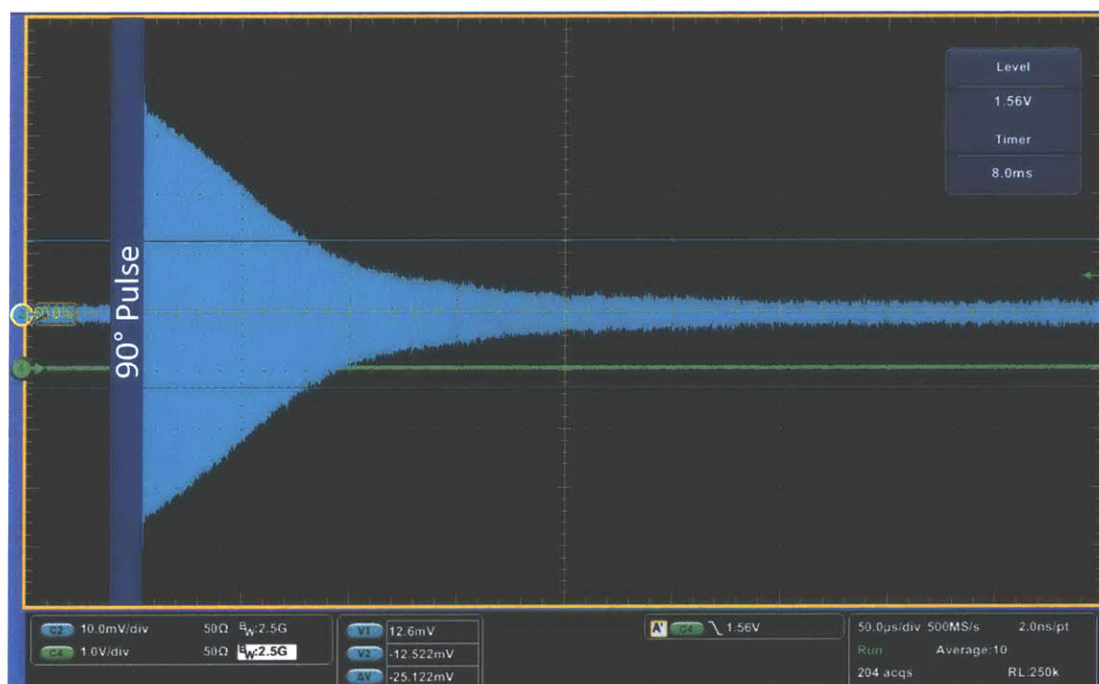 Level
1.56V
Timer
8.0ms
90° Pulse
C2 10.0mV/div 50Ω BW:2.5G
C4 1.0V/div 50Ω BW:2.5G
V1 12.6mV
V2 -12.522mV
ΔV -25.122mV
A' C4 1.56V
50.0µs/div 500MS/s 2.0ns/pt
Run Average:10
204 acqs RL:250k